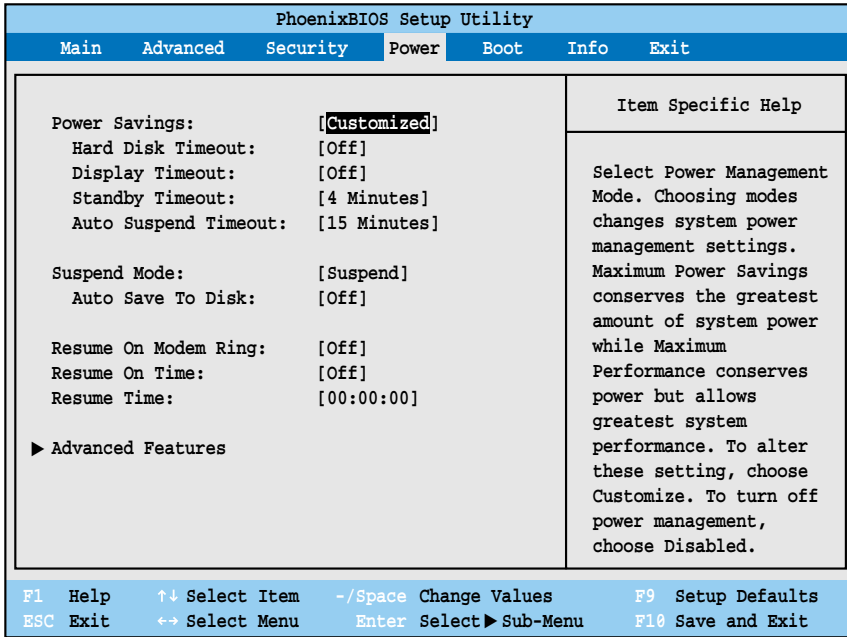 PhoenixBIOS Setup Utility
Main Advanced Security Power Boot Info Exit
Power Savings: [Customized]
Hard Disk Timeout: [Off]
Display Timeout: [Off]
Standby Timeout: [4 Minutes]
Auto Suspend Timeout: [15 Minutes]
Suspend Mode: [Suspend]
Auto Save To Disk: [Off]
Resume On Modem Ring: [Off]
Resume On Time: [Off]
Resume Time: [00:00:00]
▶ Advanced Features
Item Specific Help
Select Power Management
Mode. Choosing modes
changes system power
management settings.
Maximum Power Savings
conserves the greatest
amount of system power
while Maximum
Performance conserves
power but allows
greatest system
performance. To alter
these setting, choose
Customize. To turn off
power management,
choose Disabled.
F1 Help ↑↓ Select Item -/Space Change Values F9 Setup Defaults
ESC Exit ←→ Select Menu Enter Select▶Sub-Menu F10 Save and Exit